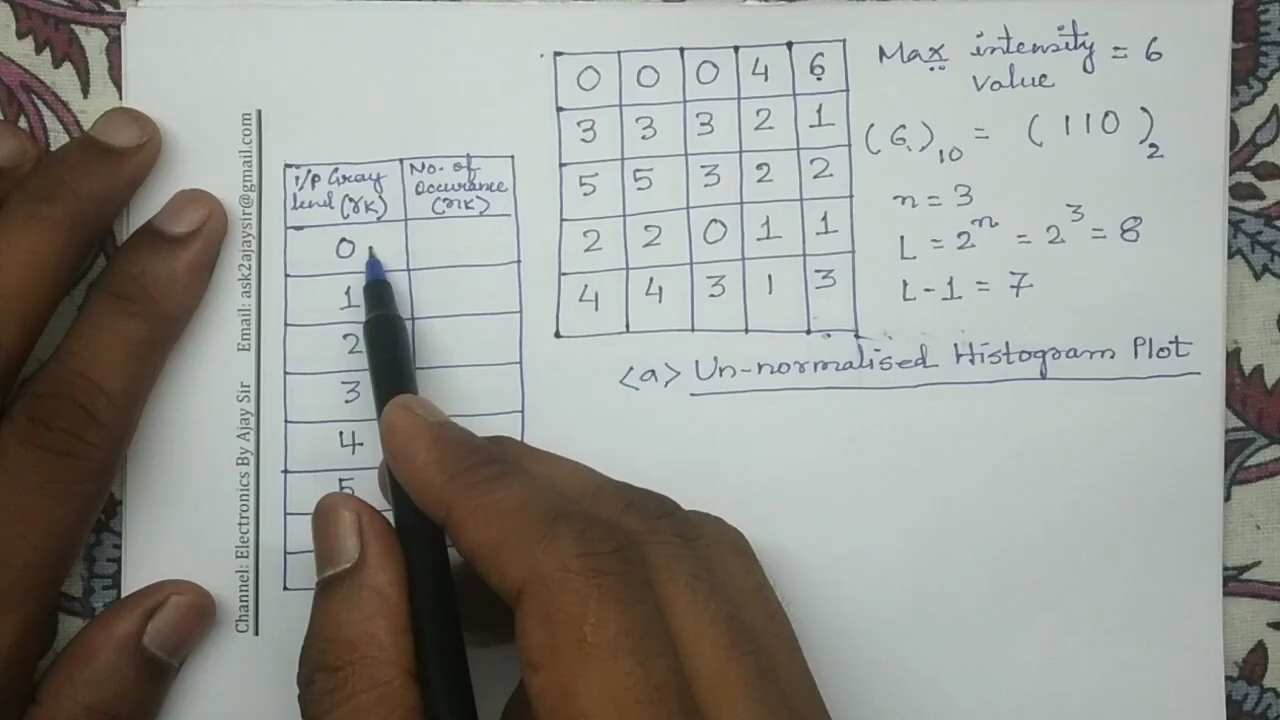 Channel: Electronics By Ajay Sir Email: ask2ajaysir@gmail.com
i/p Gray level (rK) No. of occurance (nK)
0
1
2
3
4
5
0 0 0 4 6
3 3 3 2 1
5 5 3 2 2
2 2 0 1 1
4 4 3 1 3
Max intensity value = 6
(6)10 = (110)2
n = 3
L = 2^n = 2^3 = 8
L-1 = 7
<a> Un-normalised Histogram Plot